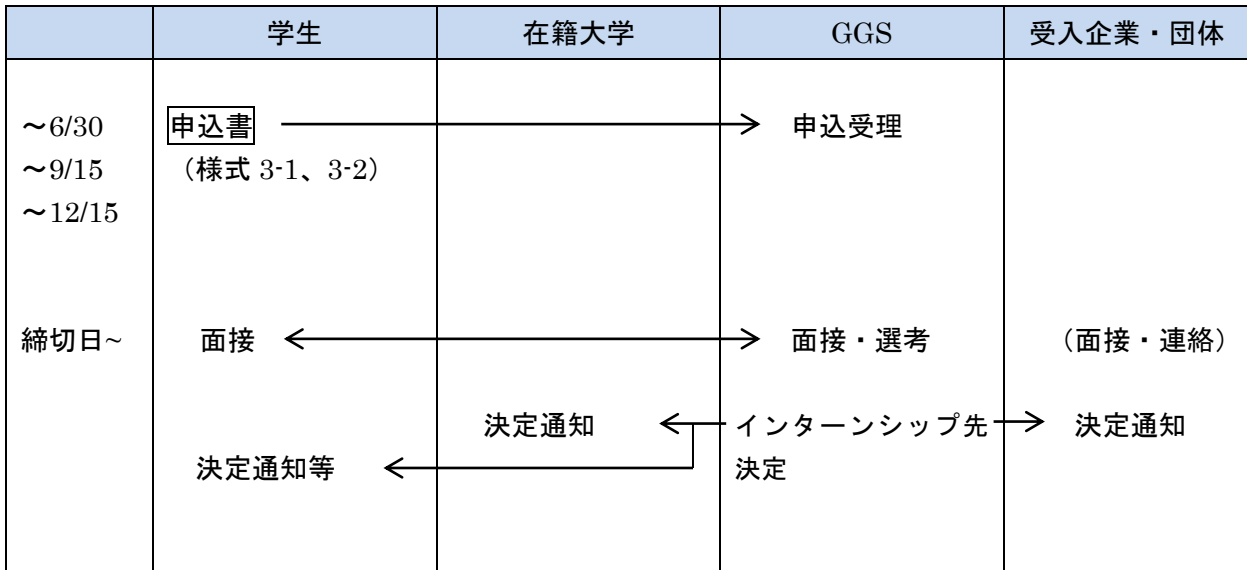 学生 在籍大学 GGS 受入企業・団体
～6/30 申込書 申込受理
～9/15 （様式 3-1、3-2）
～12/15
締切日~ 面接 面接・選考 （面接・連絡）
決定通知 インターンシップ先 決定通知
決定通知等 決定